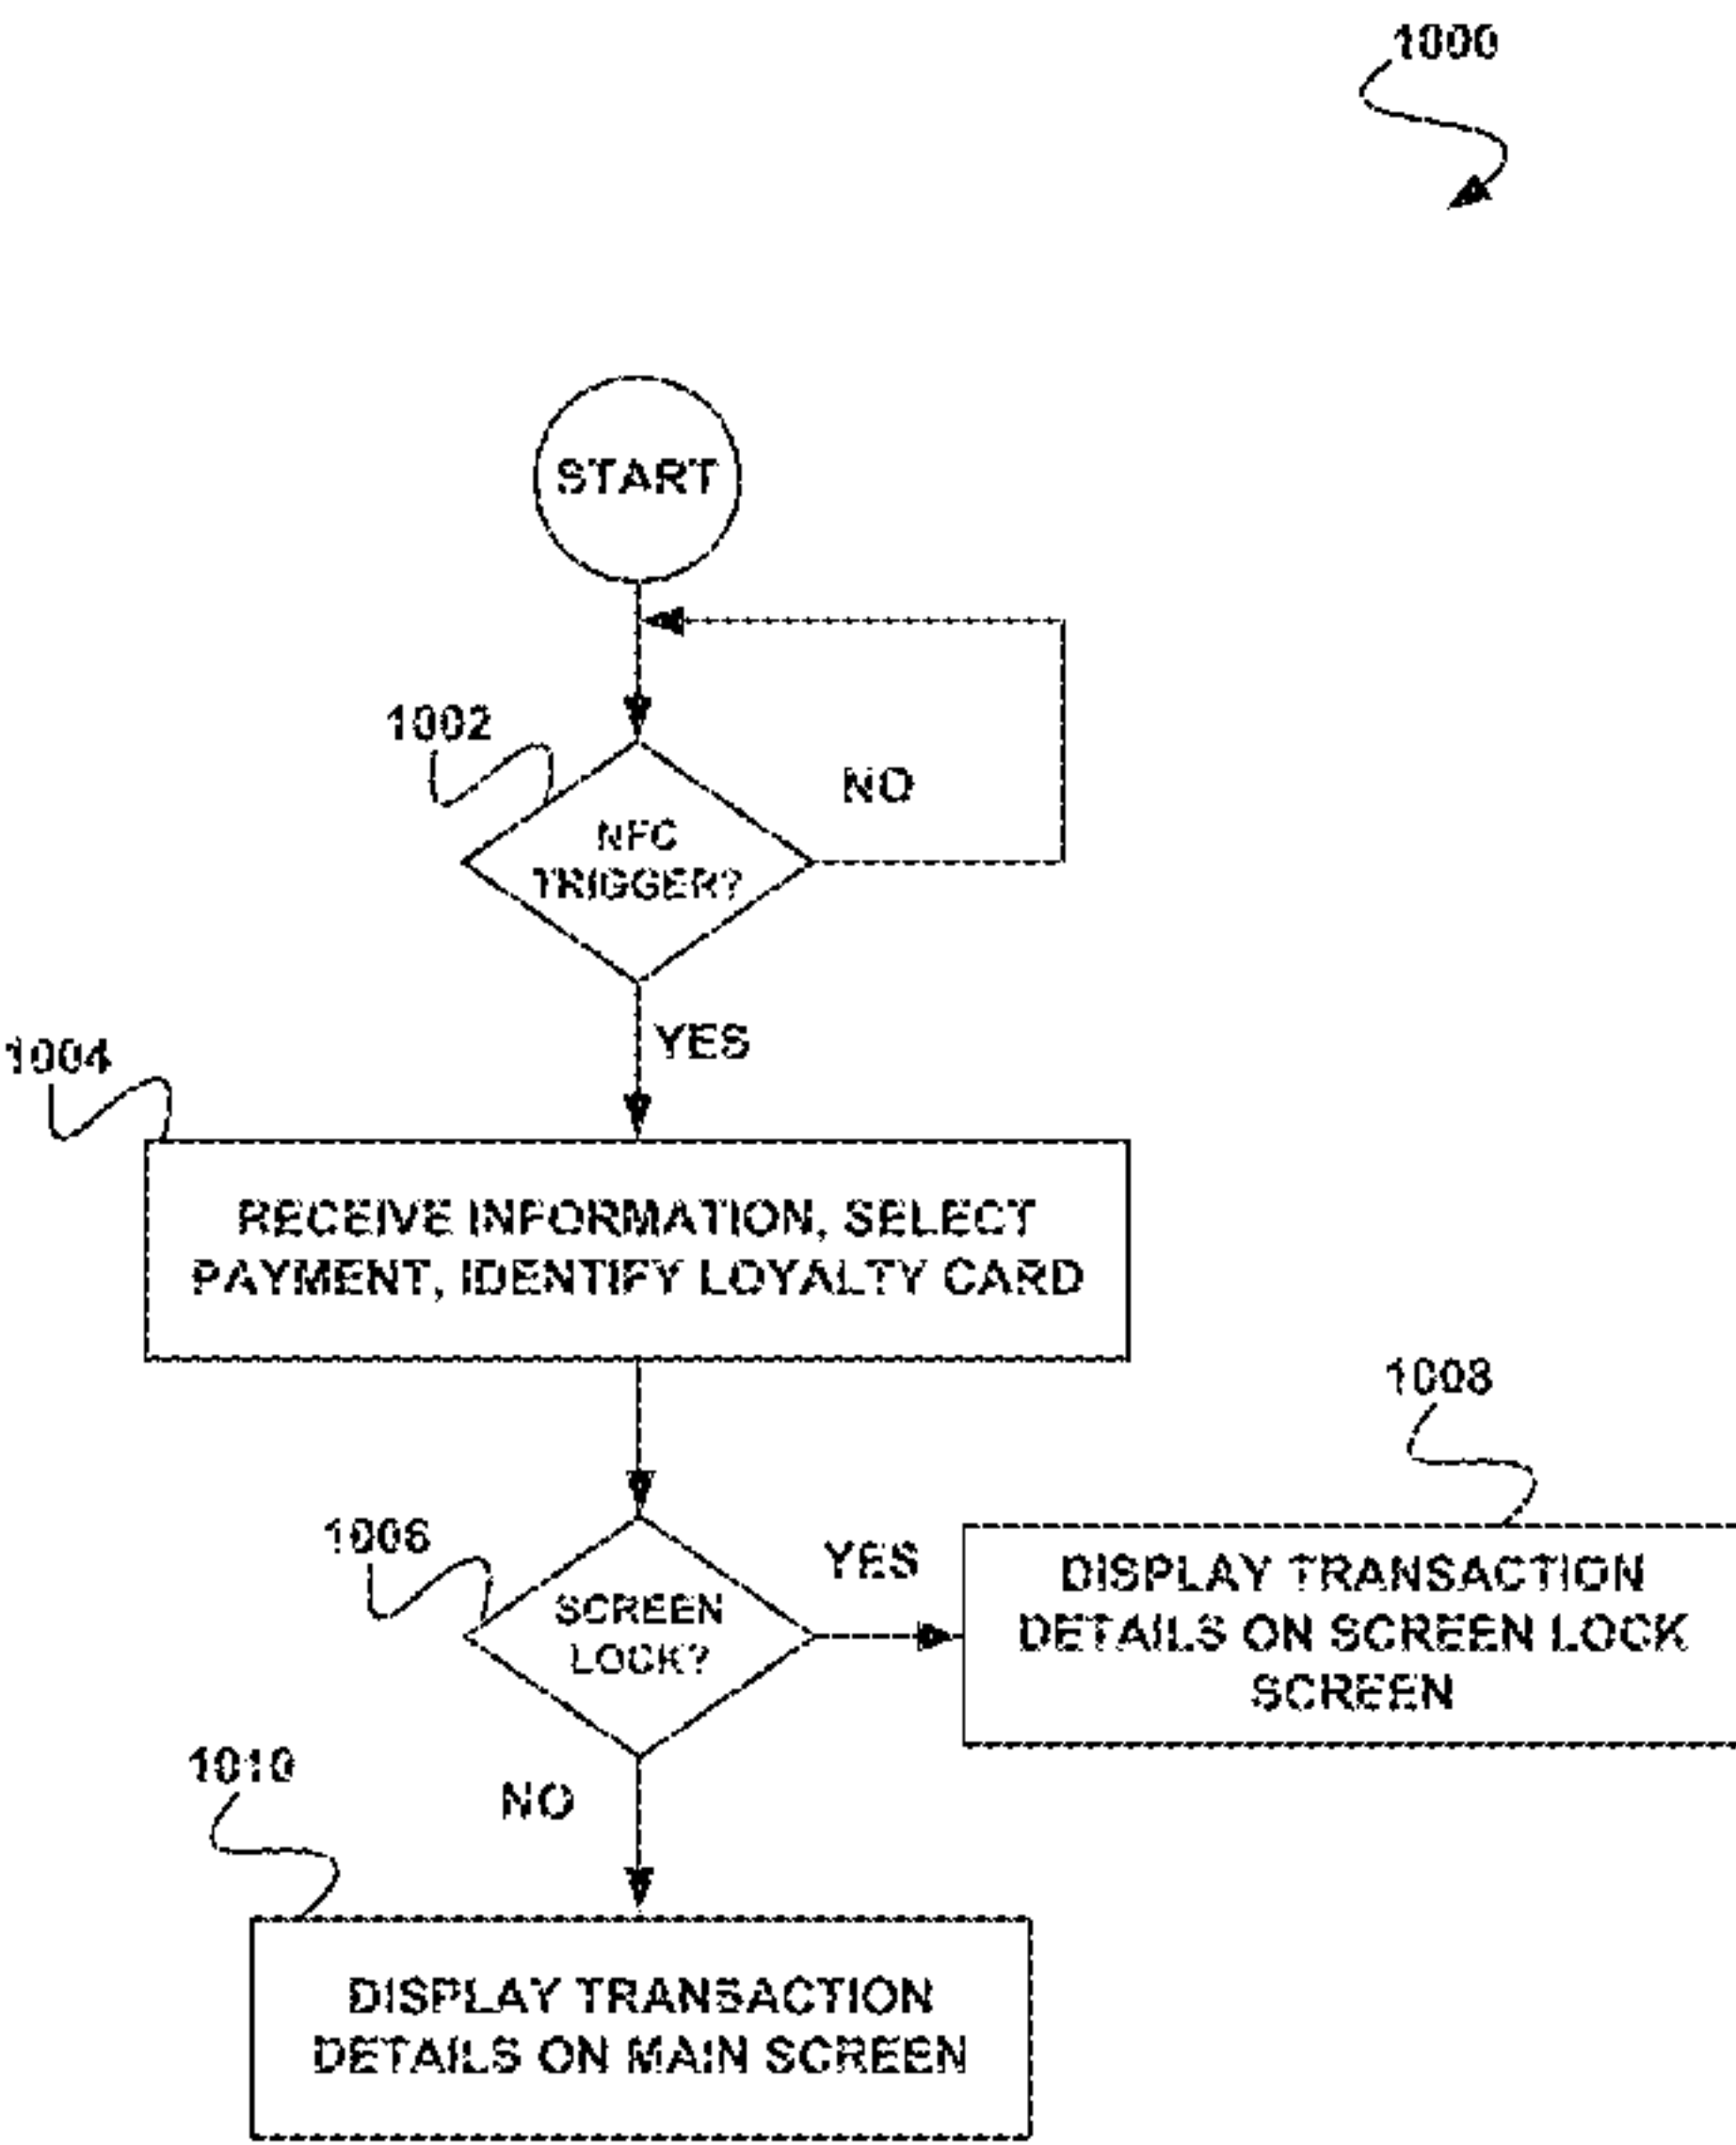 1000
START
1002
NO
NFC
TRIGGER?
YES
1004
RECEIVE INFORMATION, SELECT
PAYMENT, IDENTIFY LOYALTY CARD
1008
1006
YES
SCREEN
LOCK?
DISPLAY TRANSACTION
DETAILS ON SCREEN LOCK
SCREEN
1010
NO
DISPLAY TRANSACTION
DETAILS ON MAIN SCREEN